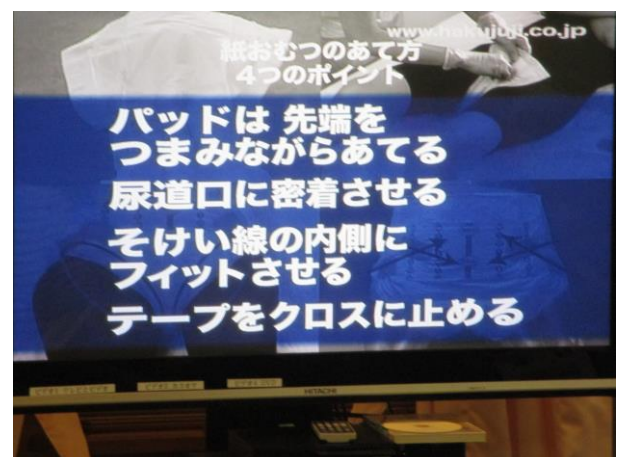 www.hakujuji.co.jp
紙おむつのあて方
4つのポイント
パッドは 先端を
つまみながらあてる
尿道口に密着させる
そけい線の内側に
フィットさせる
テープをクロスに止める
HITACHI